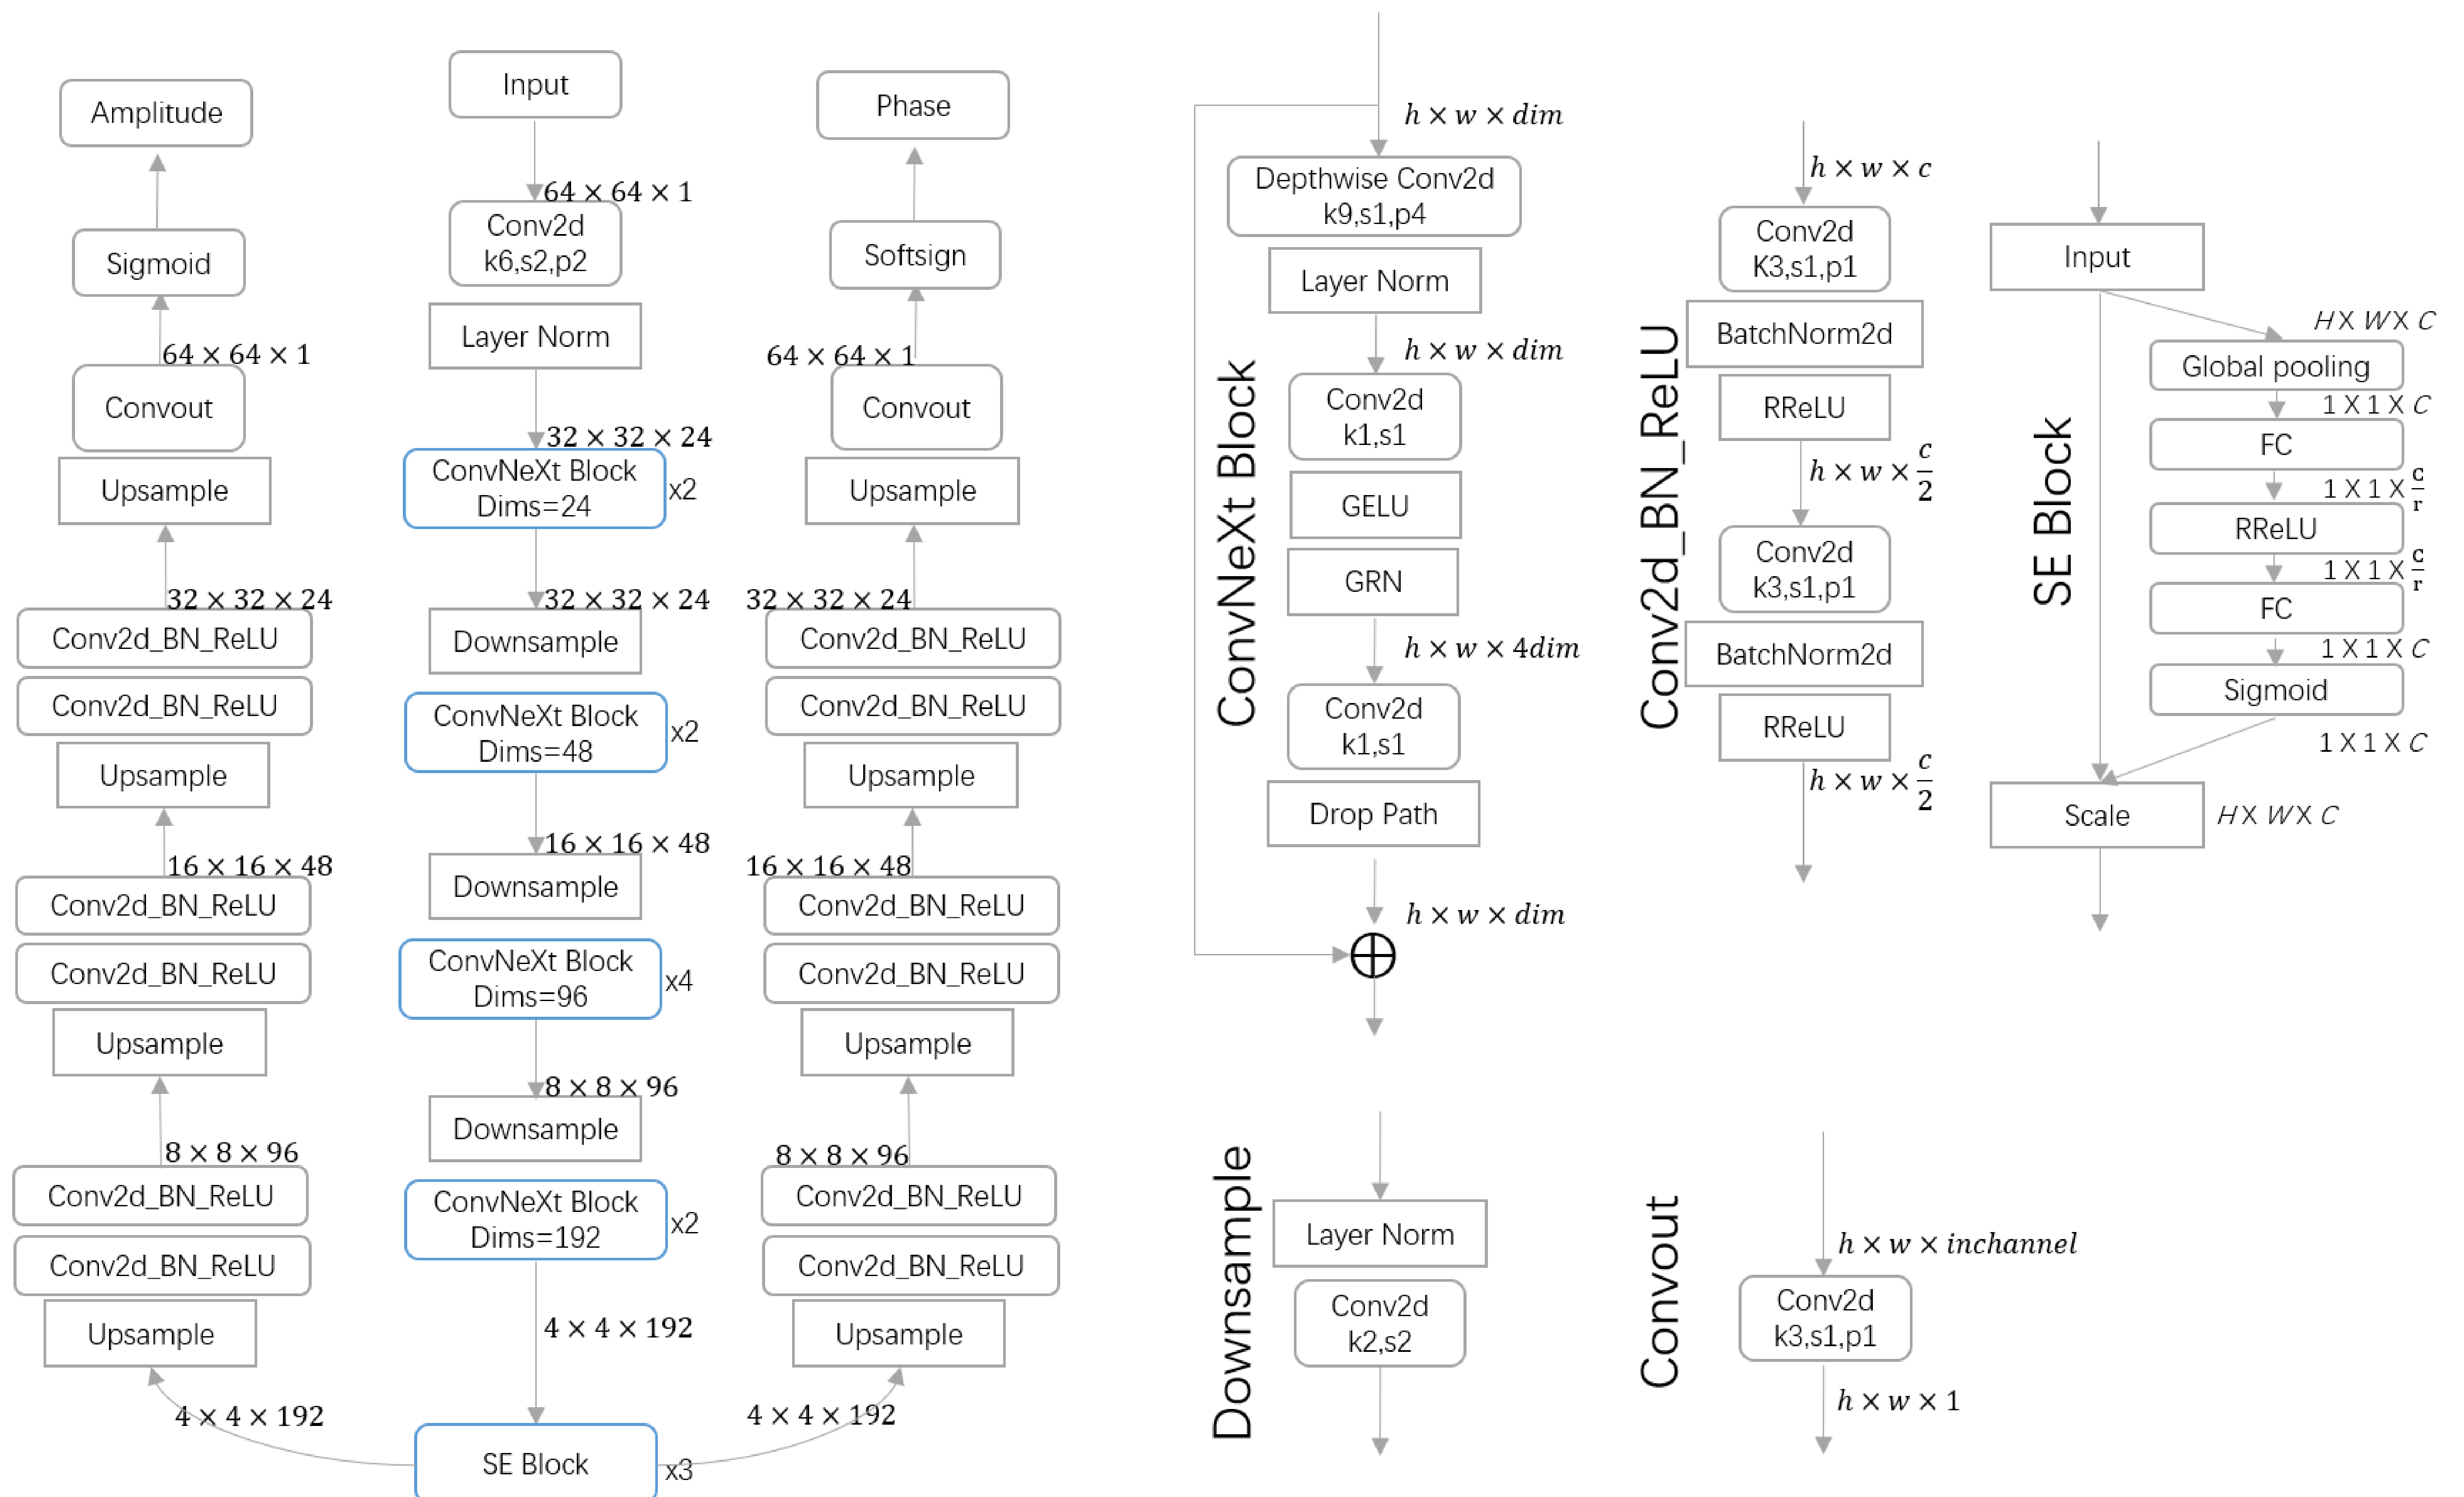 Amplitude
Sigmoid
64 × 64 × 1
Convout
Upsample
32 × 32 × 24
Conv2d_BN_ReLU
Conv2d_BN_ReLU
Upsample
16 × 16 × 48
Conv2d_BN_ReLU
Conv2d_BN_ReLU
Upsample
8 × 8 × 96
Conv2d_BN_ReLU
Conv2d_BN_ReLU
Upsample
4 × 4 × 192
Input
64 × 64 × 1
Conv2d
k6,s2,p2
Layer Norm
32 × 32 × 24
ConvNeXt Block
Dims=24
x2
32 × 32 × 24
Downsample
ConvNeXt Block
Dims=48
x2
16 × 16 × 48
Downsample
ConvNeXt Block
Dims=96
x4
8 × 8 × 96
Downsample
ConvNeXt Block
Dims=192
x2
4 × 4 × 192
SE Block
x3
Phase
Softsign
64 × 64 × 1
Convout
Upsample
32 × 32 × 24
Conv2d_BN_ReLU
Conv2d_BN_ReLU
Upsample
16 × 16 × 48
Conv2d_BN_ReLU
Conv2d_BN_ReLU
Upsample
8 × 8 × 96
Conv2d_BN_ReLU
Conv2d_BN_ReLU
Upsample
4 × 4 × 192
ConvNeXt Block
h × w × dim
Depthwise Conv2d
k9,s1,p4
Layer Norm
h × w × dim
Conv2d
k1,s1
GELU
GRN
h × w × 4dim
Conv2d
k1,s1
Drop Path
h × w × dim
Downsample
Layer Norm
Conv2d
k2,s2
Conv2d_BN_ReLU
h × w × c
Conv2d
K3,s1,p1
BatchNorm2d
RReLU
h × w × c/2
Conv2d
k3,s1,p1
BatchNorm2d
RReLU
h × w × c/2
Convout
h × w × inchannel
Conv2d
k3,s1,p1
h × w × 1
SE Block
Input
H X W X C
Global pooling
1 X 1 X C
FC
1 X 1 X c/r
RReLU
1 X 1 X c/r
FC
1 X 1 X C
Sigmoid
1 X 1 X C
Scale
H X W X C